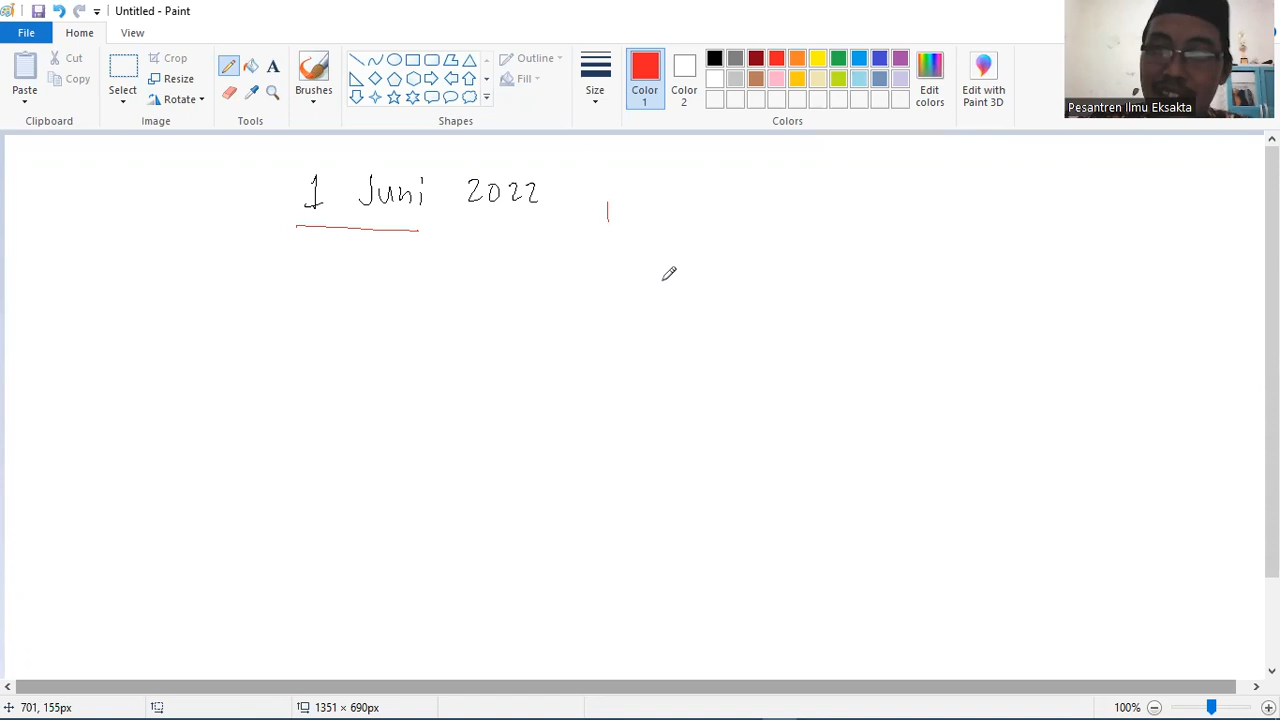 Untitled - Paint
File Home View
Paste
Cut
Copy
Clipboard
Select
Crop
Resize
Rotate
Image
Tools
Brushes
Shapes
Outline
Fill
Size
Color 1
Color 2
Edit colors
Edit with Paint 3D
Colors
Pesantren Ilmu Eksakta
1 Juni 2022
701, 155px
1351 × 690px
100%